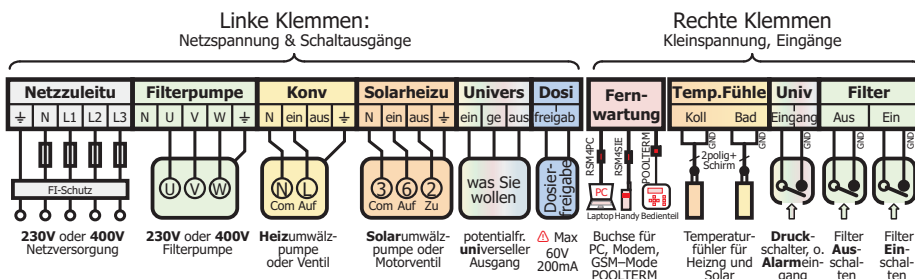 Linke Klemmen:
Netzspannung & Schaltausgänge
Rechte Klemmen
Kleinspannung, Eingänge
Netzzuleitu Filterpumpe Konv Solarheizu Univers Dosi Fern-wartung Temp.Fühle Univ Filter
N L1 L2 L3 N U V W N ein aus N ein aus ein ge aus freigab Koll Bad Eingang Aus Ein
GND GND GND GND GND
RSM4PC RSM4SIE POOLTERM
2polig+
Schirm
FI-Schutz
U V W N L 3 6 2
Com Auf Com Auf Zu
was Sie
wollen
Dosier-
freigabe
PC
Laptop Handy Bedienteil
230V oder 400V
Netzversorgung
230V oder 400V
Filterpumpe
Heizumwälz-
pumpe
oder Ventil
Solarumwälz-
pumpe oder
Motorventil
potentialfr.
universeller
Ausgang
Max
60V
200mA
Buchse für
PC, Modem,
GSM-Mode
POOLTERM
Temperatur-
fühler für
Heizng und
Solar
Druck-
schalter, o.
Alarmein-
gang
Filter
Aus-
schal-
ten
Filter
Ein-
schal-
ten